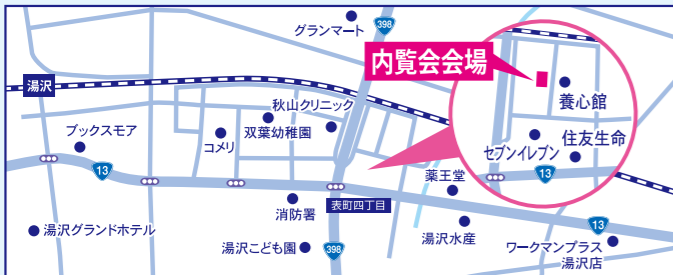 グランマート
398
内覧会会場
湯沢
養心館
秋山クリニック
双葉幼稚園
ブックスモア
コメリ
セブンイレブン
住友生命
13
13
薬王堂
表町四丁目
消防署
13
湯沢グランドホテル
湯沢水産
湯沢こども園
398
ワークマンプラス
湯沢店